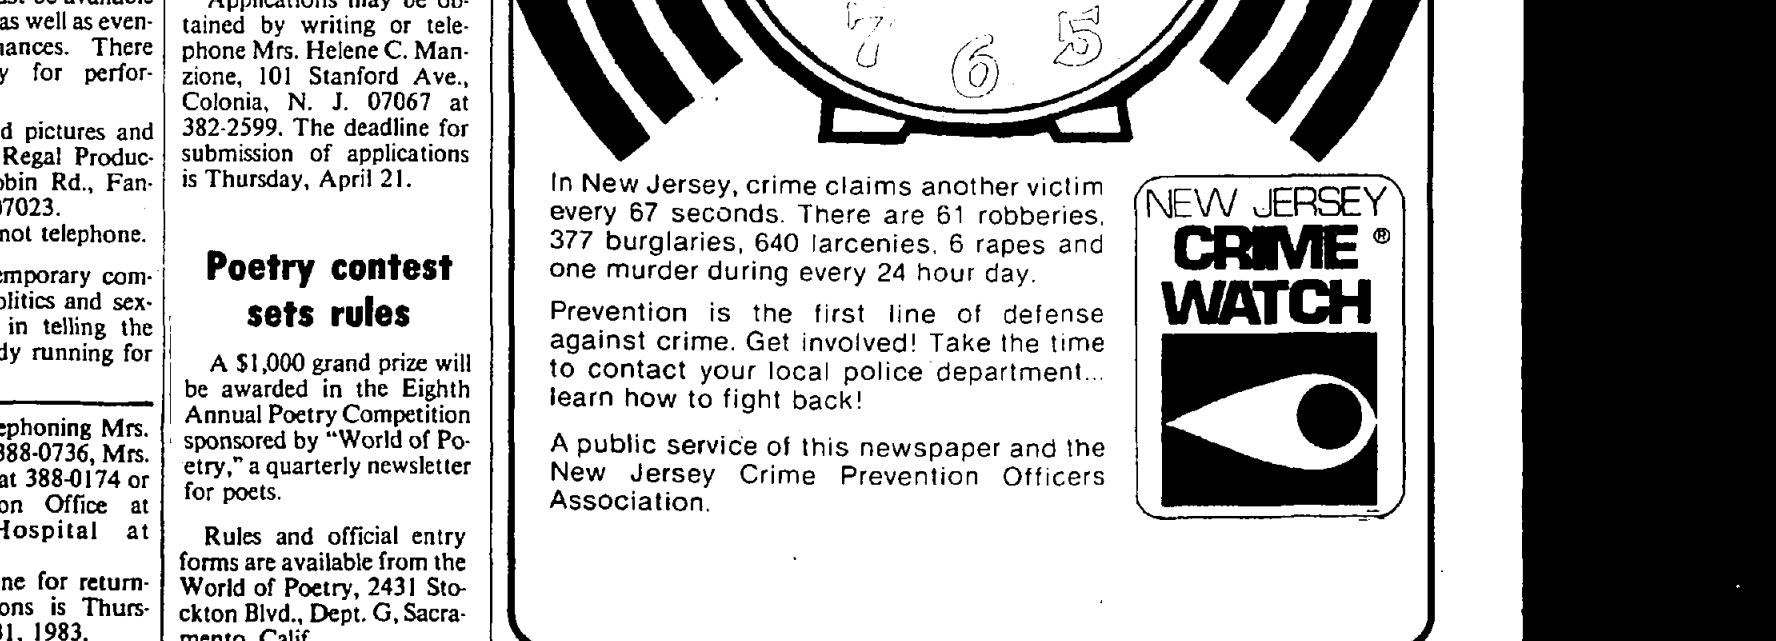 as well as even-
mances. There
y for perfor-
d pictures and
Regal Produc-
obin Rd., Fan-
07023.
not telephone.
emporary com-
olitics and sex-
in telling the
dy running for
ephoning Mrs.
388-0736, Mrs.
at 388-0174 or
on Office at
Hospital at
ne for return-
ons is Thurs-
31, 1983.
Applications may be ob-
tained by writing or tele-
phone Mrs. Helene C. Man-
zione, 101 Stanford Ave.,
Colonia, N. J. 07067 at
382-2599. The deadline for
submission of applications
is Thursday, April 21.
Poetry contest
sets rules
A $1,000 grand prize will
be awarded in the Eighth
Annual Poetry Competition
sponsored by “World of Po-
etry,” a quarterly newsletter
for poets.
Rules and official entry
forms are available from the
World of Poetry, 2431 Sto-
ckton Blvd., Dept. G, Sacra-
mento, Calif.
7 6 5
In New Jersey, crime claims another victim
every 67 seconds. There are 61 robberies,
377 burglaries, 640 larcenies, 6 rapes and
one murder during every 24 hour day.
Prevention is the first line of defense
against crime. Get involved! Take the time
to contact your local police department...
learn how to fight back!
A public service of this newspaper and the
New Jersey Crime Prevention Officers
Association.
NEW JERSEY
CRIME ®
WATCH